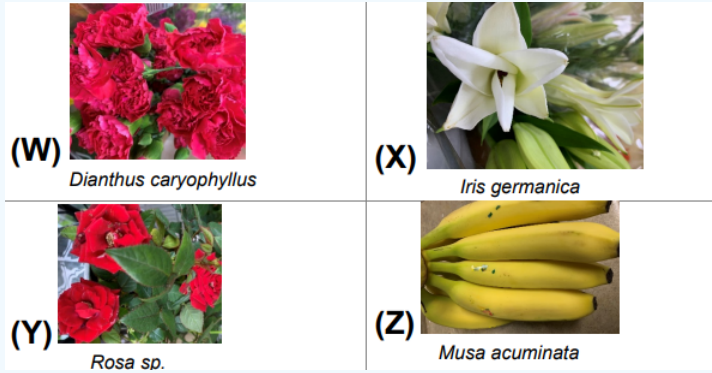 (W)
Dianthus caryophyllus
(X)
Iris germanica
(Y)
Rosa sp.
(Z)
Musa acuminata